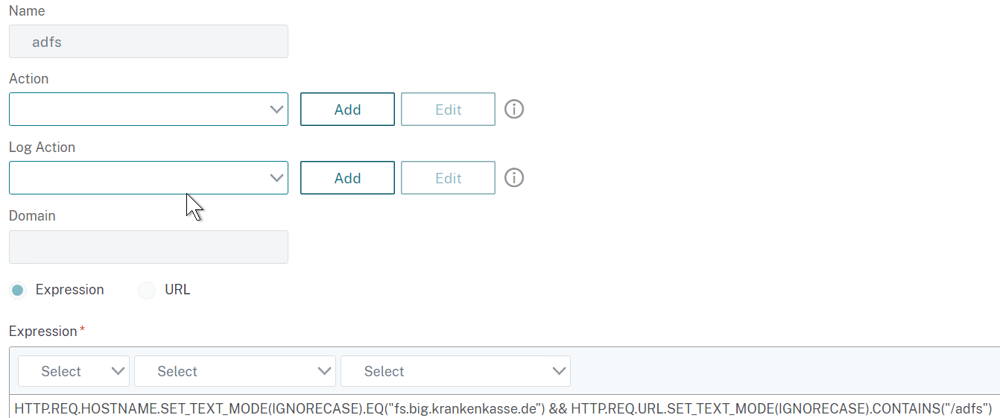 Name
adfs
Action
Add Edit
Log Action
Add Edit
Domain
Expression URL
Expression*
Select Select Select
HTTP.REQ.HOSTNAME.SET_TEXT_MODE(IGNORECASE).EQ("fs.big.krankenkasse.de") && HTTP.REQ.URL.SET_TEXT_MODE(IGNORECASE).CONTAINS("/adfs")